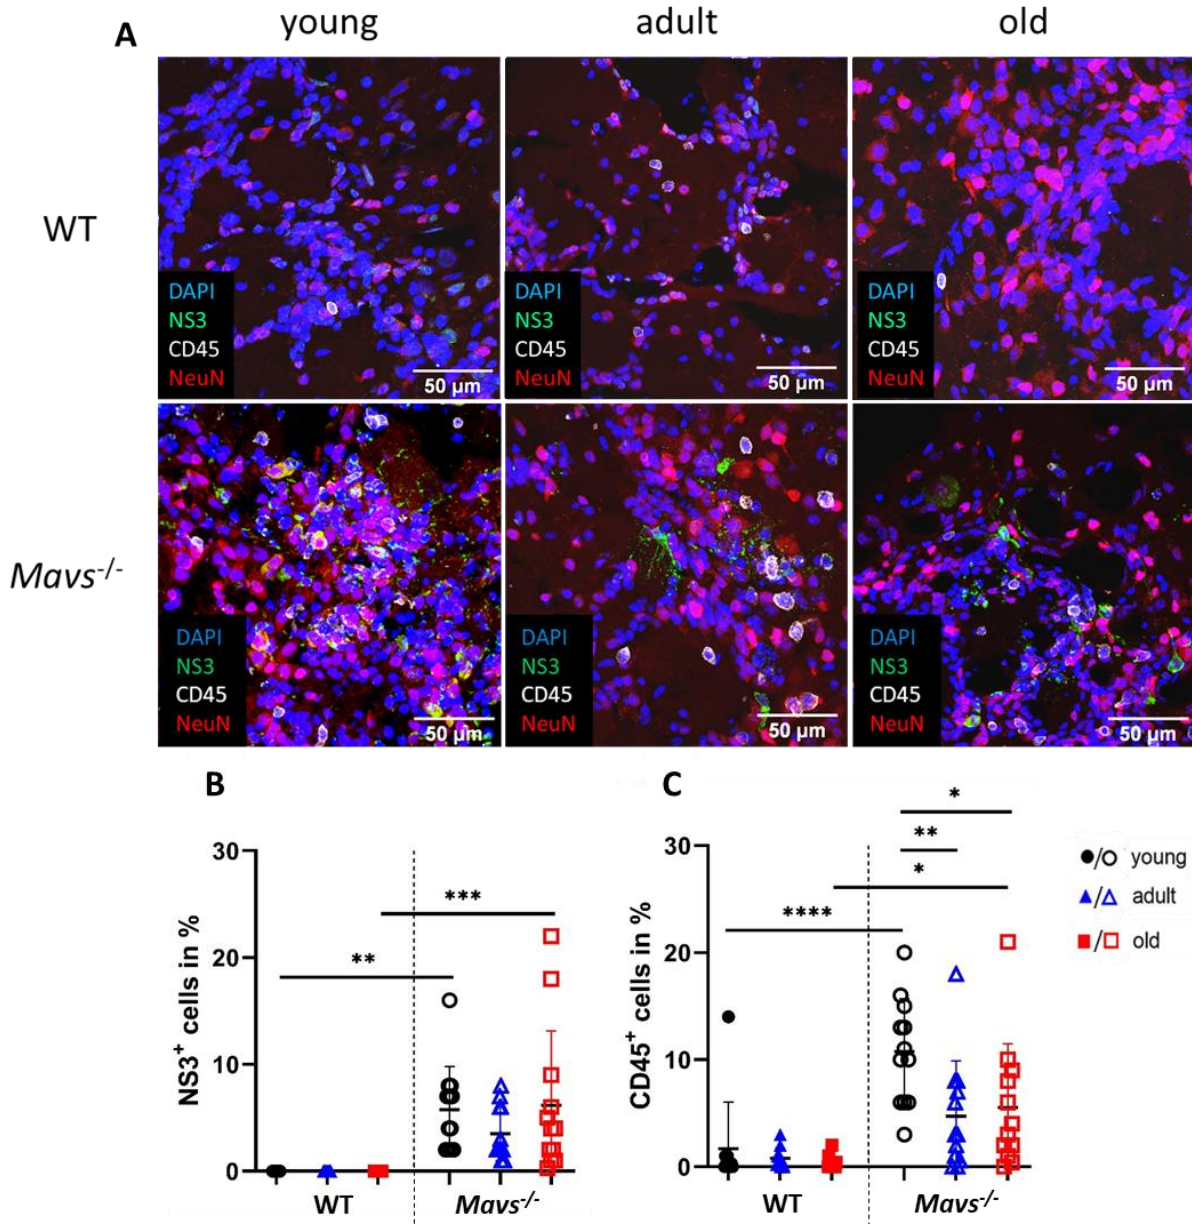 A
young adult old
WT
DAPI
NS3
CD45
NeuN
50 µm
DAPI
NS3
CD45
NeuN
50 µm
DAPI
NS3
CD45
NeuN
50 µm
Mavs-/-
DAPI
NS3
CD45
NeuN
50 µm
DAPI
NS3
CD45
NeuN
50 µm
DAPI
NS3
CD45
NeuN
50 µm
B
NS3+ cells in %
30
20
10
0
**
***
WT Mavs-/-
C
CD45+ cells in %
30
20
10
0
****
*
**
*
WT Mavs-/-
●/○ young
▲/△ adult
■/□ old